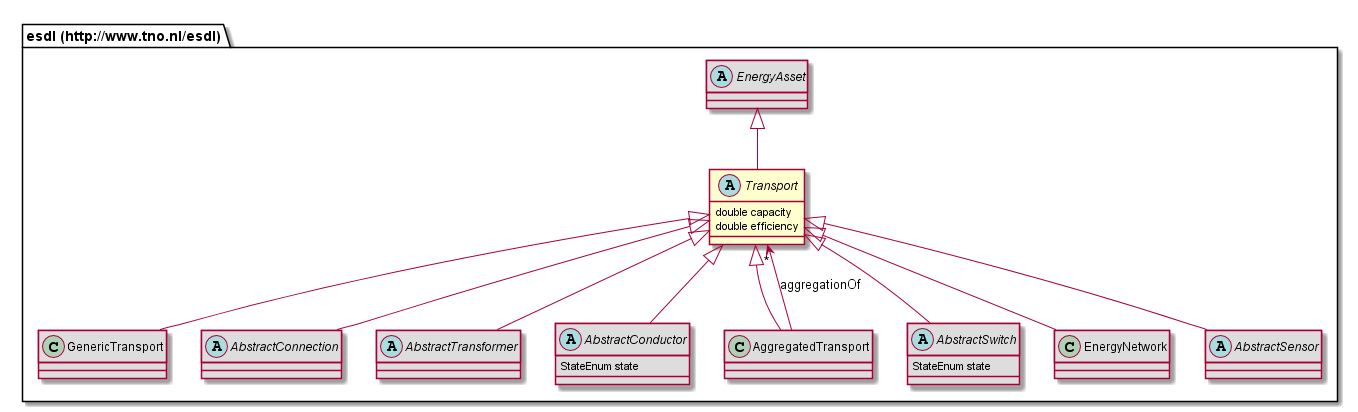 esdl (http://www.tno.nl/esdl)
A EnergyAsset
A Transport
double capacity
double efficiency
*
aggregationOf
C GenericTransport
A AbstractConnection
A AbstractTransformer
A AbstractConductor
StateEnum state
C AggregatedTransport
A AbstractSwitch
StateEnum state
C EnergyNetwork
A AbstractSensor